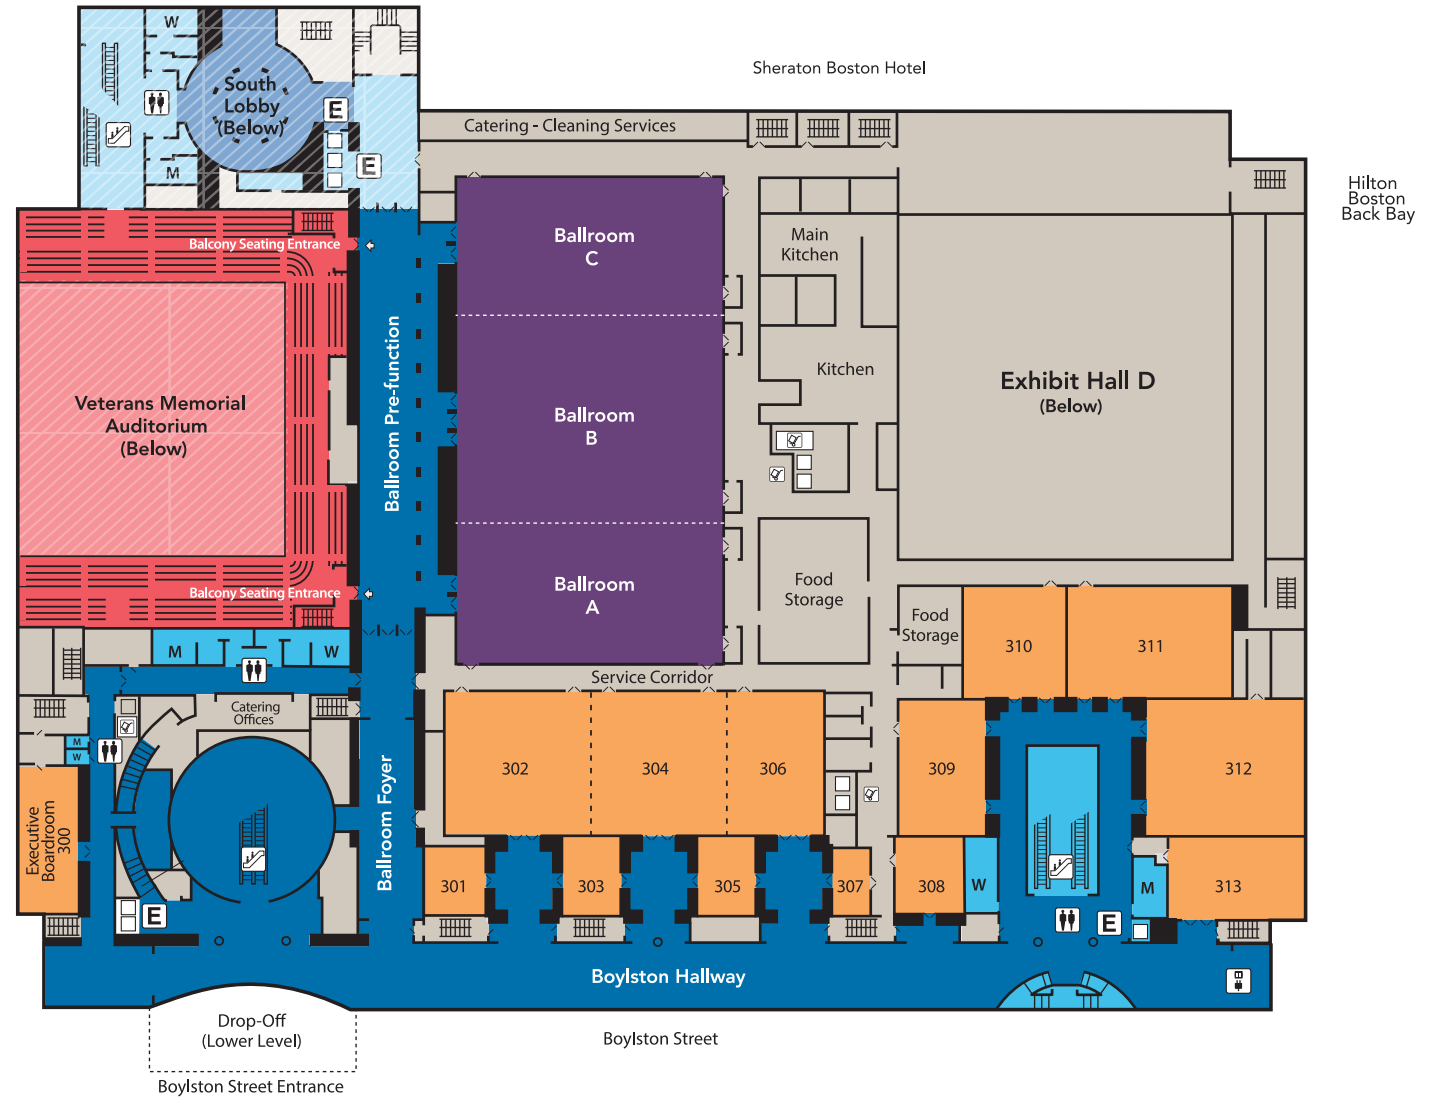 W
South
Lobby
(Below)
E
E
M
Sheraton Boston Hotel
Catering - Cleaning Services
Hilton
Boston
Back Bay
Balcony Seating Entrance
Ballroom
C
Main
Kitchen
Ballroom Pre-function
Kitchen
Exhibit Hall D
(Below)
Veterans Memorial
Auditorium
(Below)
Ballroom
B
Ballroom
A
Food
Storage
Balcony Seating Entrance
Food
Storage
310
311
M
W
Service Corridor
Catering
Offices
M
W
302
304
306
309
312
Ballroom Foyer
Executive
Boardroom
300
301
303
305
307
308
W
M
313
E
E
Boylston Hallway
Drop-Off
(Lower Level)
Boylston Street
Boylston Street Entrance